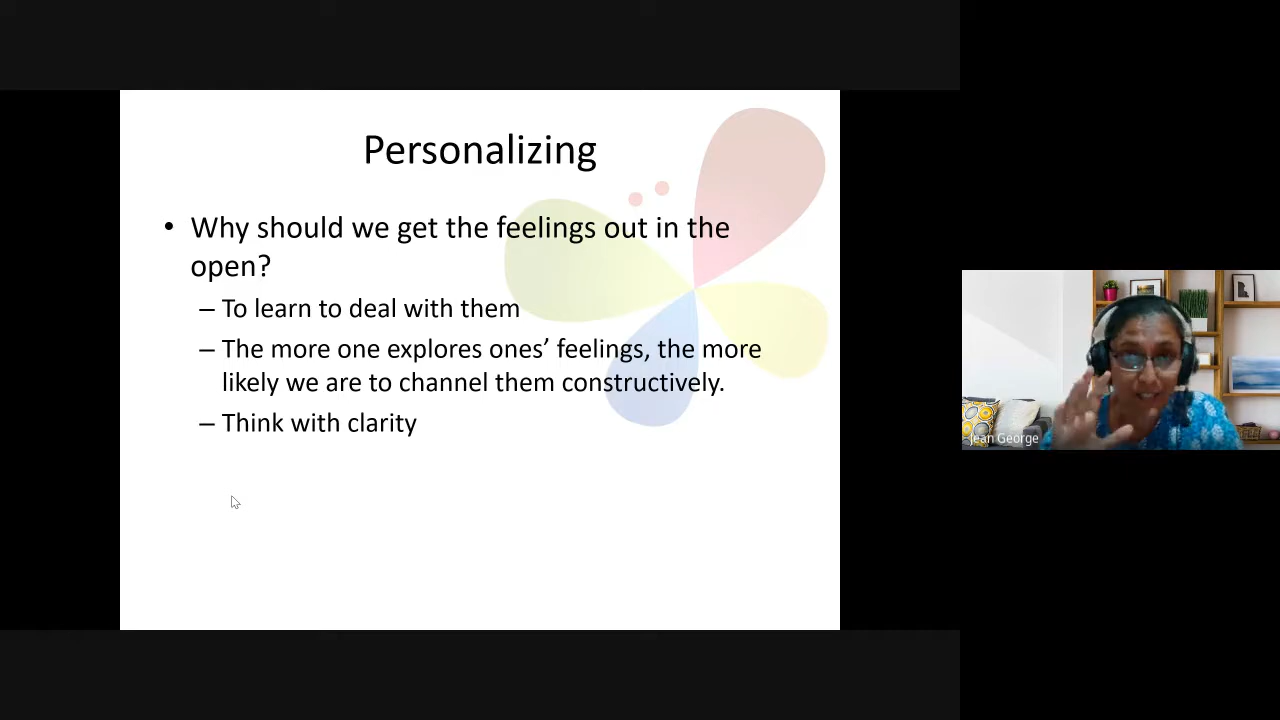 Personalizing
• Why should we get the feelings out in the
open?
– To learn to deal with them
– The more one explores ones’ feelings, the more
likely we are to channel them constructively.
– Think with clarity
Jean George